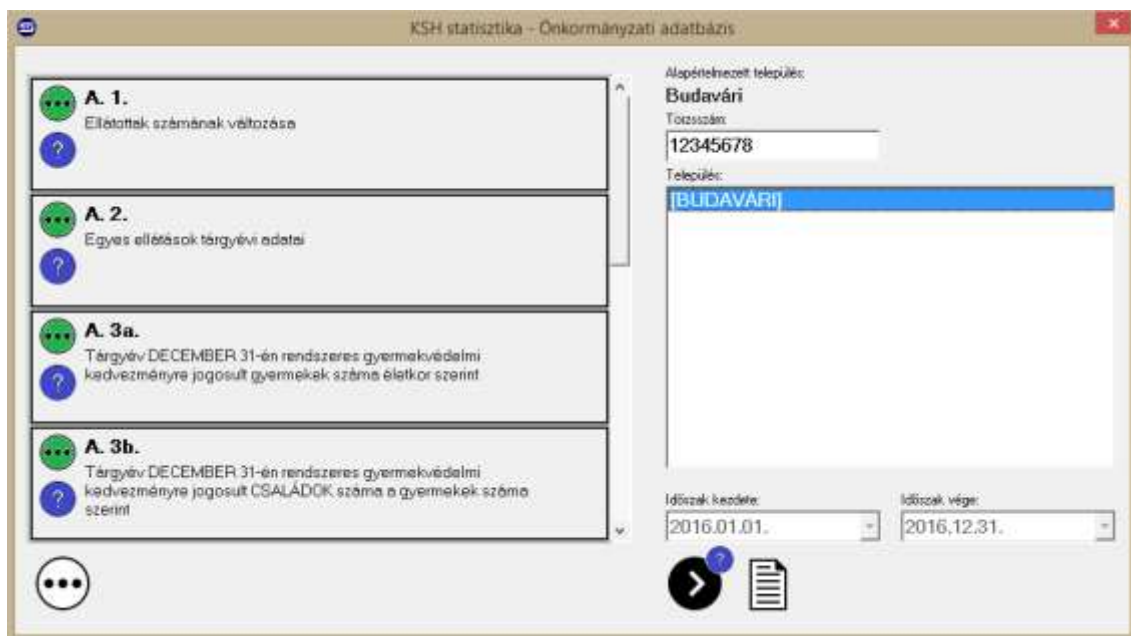 KSH statisztika - Önkormányzati adatbázis
A. 1.
Ellátottak számának változása
?
A. 2.
Egyes ellátások tárgyévi adatai
?
A. 3a.
Tárgyév DECEMBER 31-én rendszeres gyermekvédelmi
kedvezményre jogosult gyermekek száma életkor szerint
?
A. 3b.
Tárgyév DECEMBER 31-én rendszeres gyermekvédelmi
kedvezményre jogosult CSALÁDOK száma a gyermekek száma
szerint
?
Alapértelmezett település:
Budavári
Törzsszám:
12345678
Település:
[BUDAVÁRI]
Időszak kezdete:
2016.01.01.
Időszak vége:
2016.12.31.
?